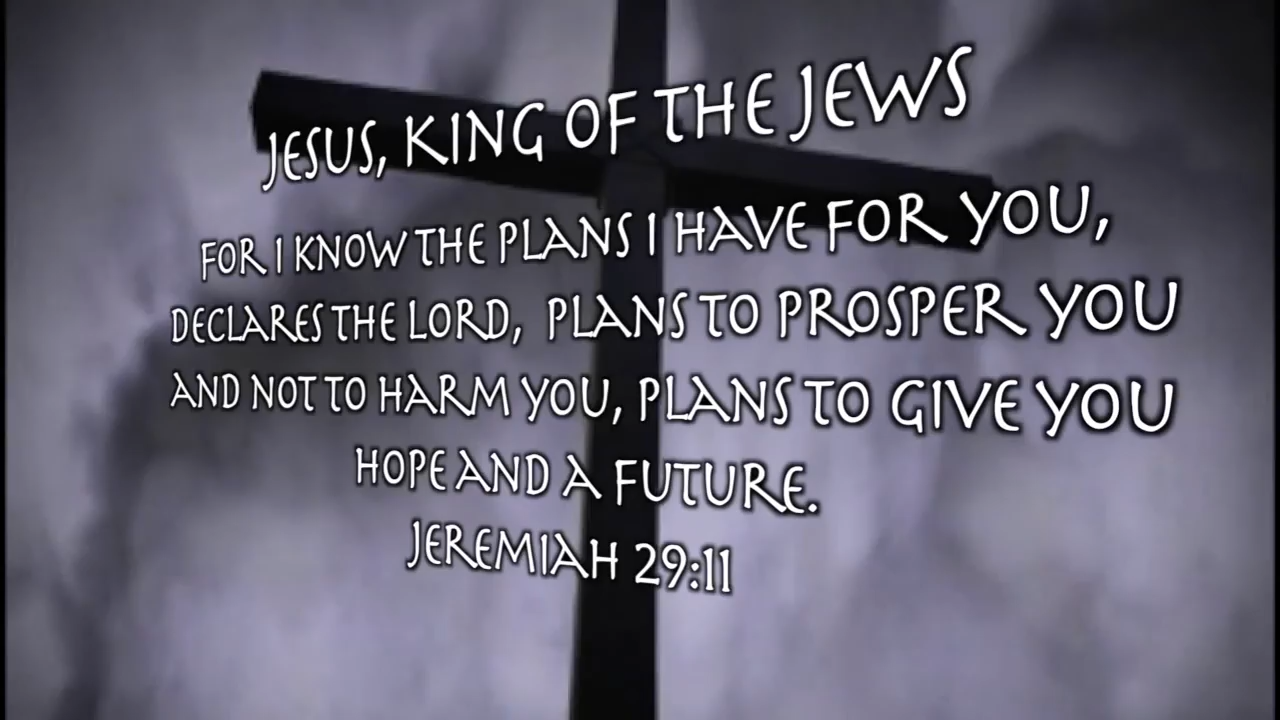 JESUS, KING OF THE JEWS
FOR I KNOW THE PLANS I HAVE FOR YOU,
DECLARES THE LORD, PLANS TO PROSPER YOU
AND NOT TO HARM YOU, PLANS TO GIVE YOU
HOPE AND A FUTURE.
JEREMIAH 29:11